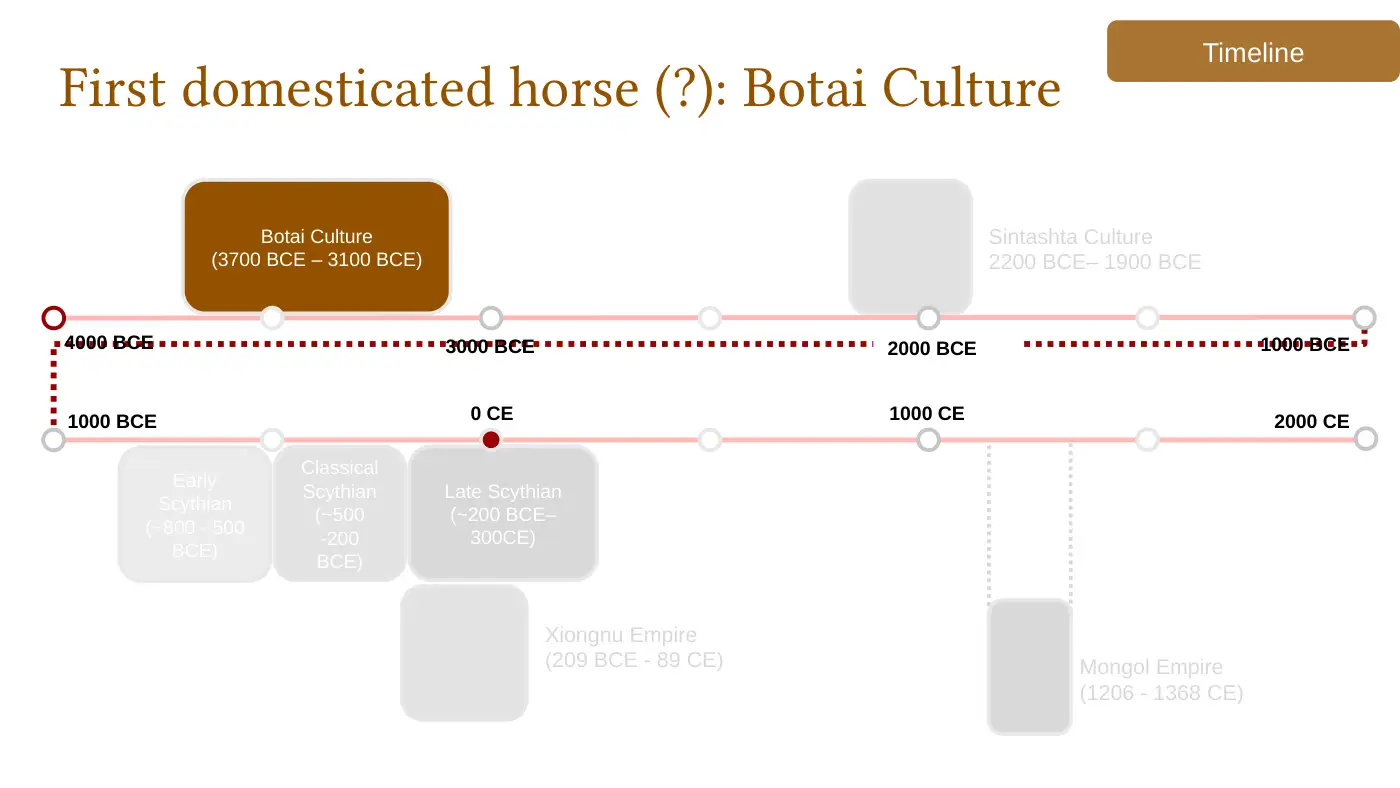 Timeline
First domesticated horse (?): Botai Culture
Botai Culture
(3700 BCE – 3100 BCE)
Sintashta Culture
2200 BCE– 1900 BCE
4000 BCE
3000 BCE
2000 BCE
1000 BCE
1000 BCE
0 CE
1000 CE
2000 CE
Early
Scythian
(~800 - 500
BCE)
Classical
Scythian
(~500
-200
BCE)
Late Scythian
(~200 BCE–
300CE)
Xiongnu Empire
(209 BCE - 89 CE)
Mongol Empire
(1206 - 1368 CE)